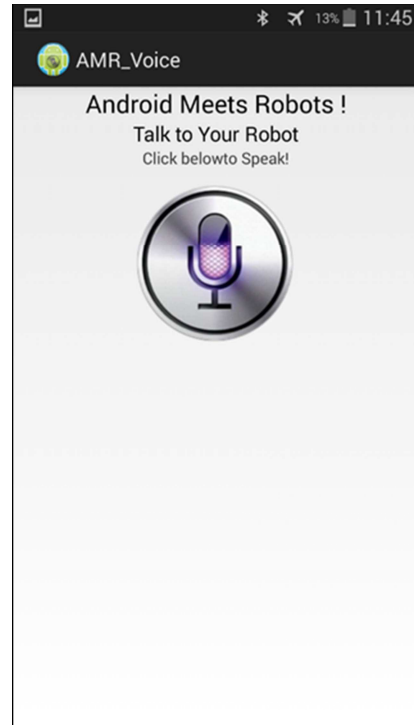 13% 11:45
AMR_Voice
Android Meets Robots !
Talk to Your Robot
Click belowto Speak!